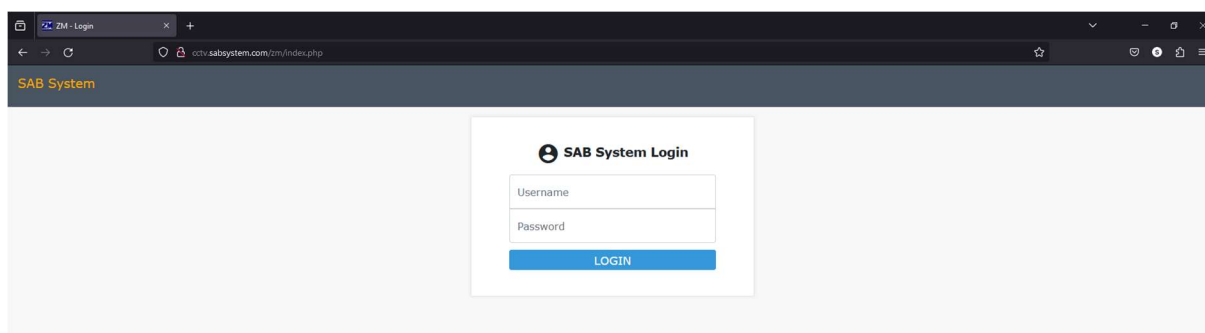 ZM - Login
cctv.sabsystem.com/zm/index.php
SAB System
SAB System Login
Username
Password
LOGIN